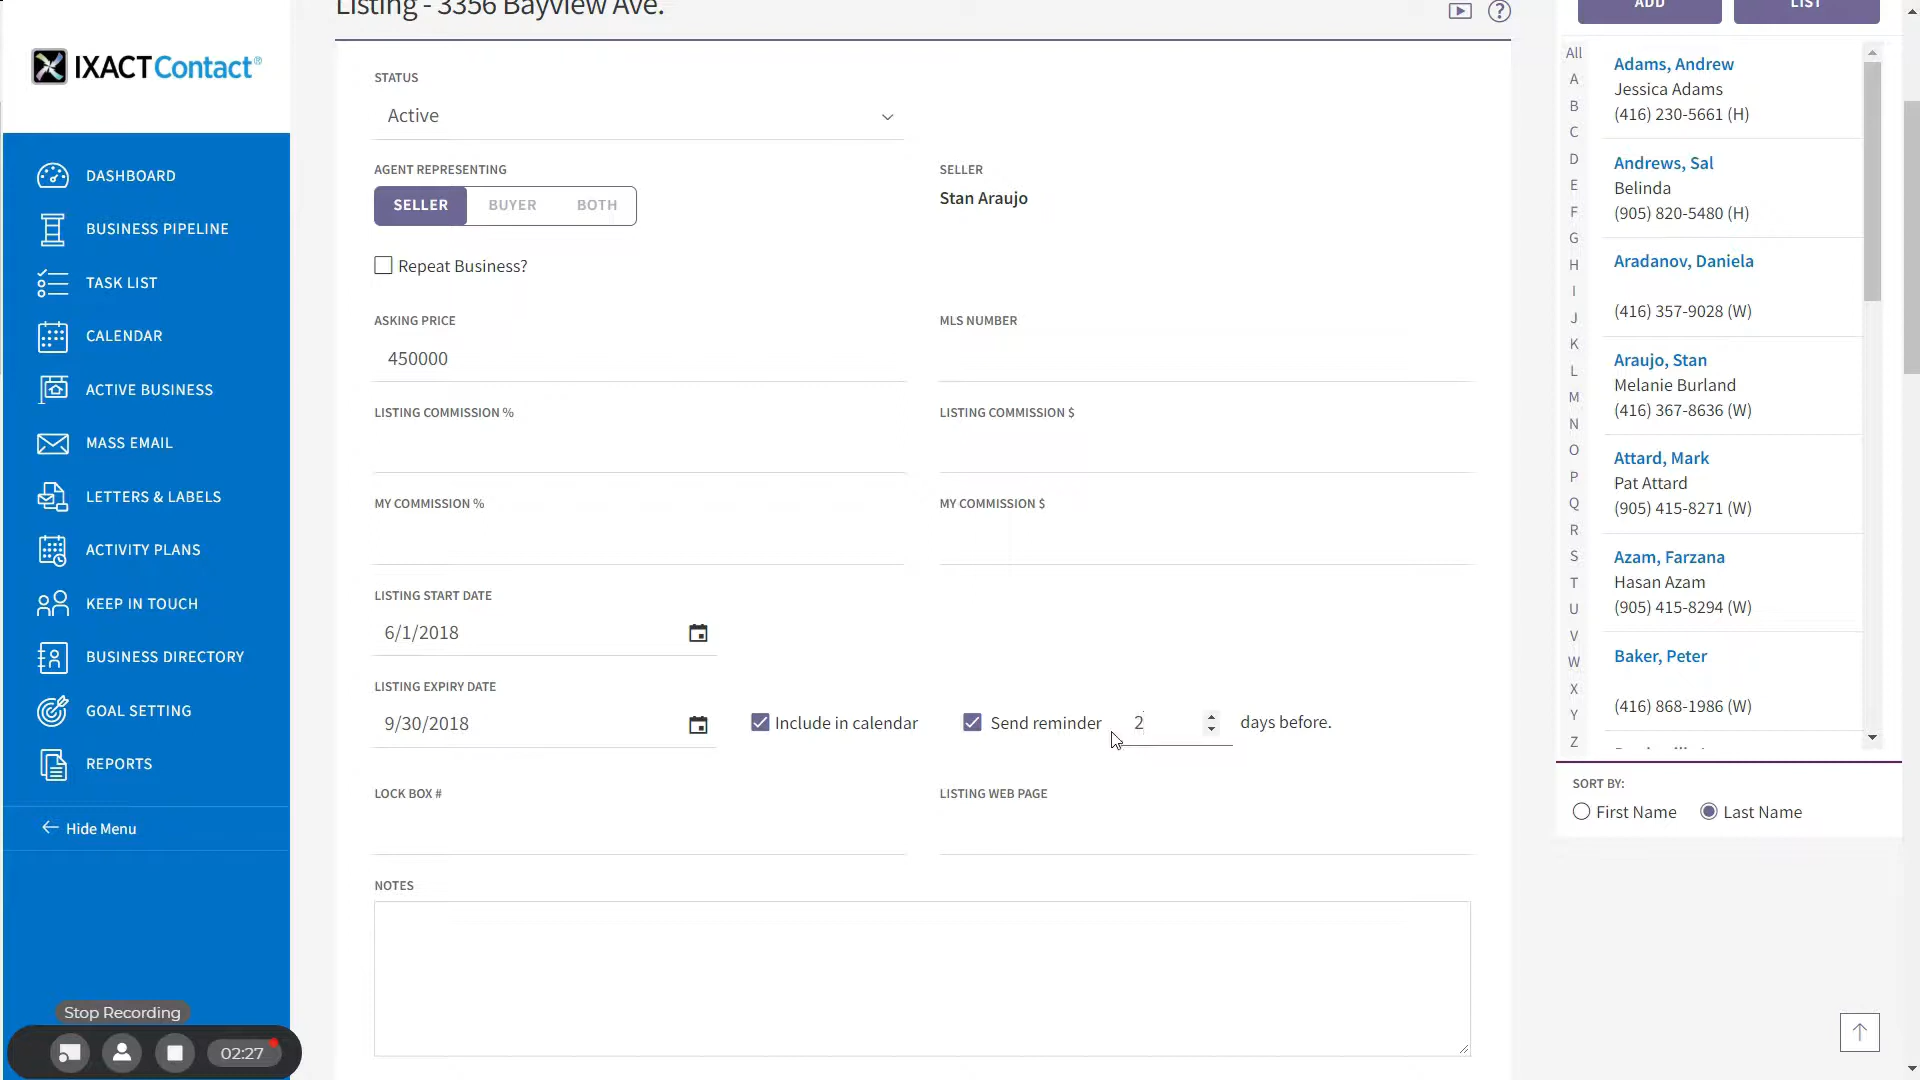 IXACTContact®
DASHBOARD
BUSINESS PIPELINE
TASK LIST
CALENDAR
ACTIVE BUSINESS
MASS EMAIL
LETTERS & LABELS
ACTIVITY PLANS
KEEP IN TOUCH
BUSINESS DIRECTORY
GOAL SETTING
REPORTS
Hide Menu
Stop Recording
02:27
Listing - 3356 Bayview Ave.
STATUS
Active
AGENT REPRESENTING
SELLER BUYER BOTH
SELLER
Stan Araujo
Repeat Business?
ASKING PRICE
450000
MLS NUMBER
LISTING COMMISSION %
LISTING COMMISSION $
MY COMMISSION %
MY COMMISSION $
LISTING START DATE
6/1/2018
LISTING EXPIRY DATE
9/30/2018
Include in calendar
Send reminder 2 days before.
LOCK BOX #
LISTING WEB PAGE
NOTES
ADD
LIST
All
A
B
C
D
E
F
G
H
I
J
K
L
M
N
O
P
Q
R
S
T
U
V
W
X
Y
Z
Adams, Andrew
Jessica Adams
(416) 230-5661 (H)
Andrews, Sal
Belinda
(905) 820-5480 (H)
Aradanov, Daniela
(416) 357-9028 (W)
Araujo, Stan
Melanie Burland
(416) 367-8636 (W)
Attard, Mark
Pat Attard
(905) 415-8271 (W)
Azam, Farzana
Hasan Azam
(905) 415-8294 (W)
Baker, Peter
(416) 868-1986 (W)
SORT BY:
First Name
Last Name